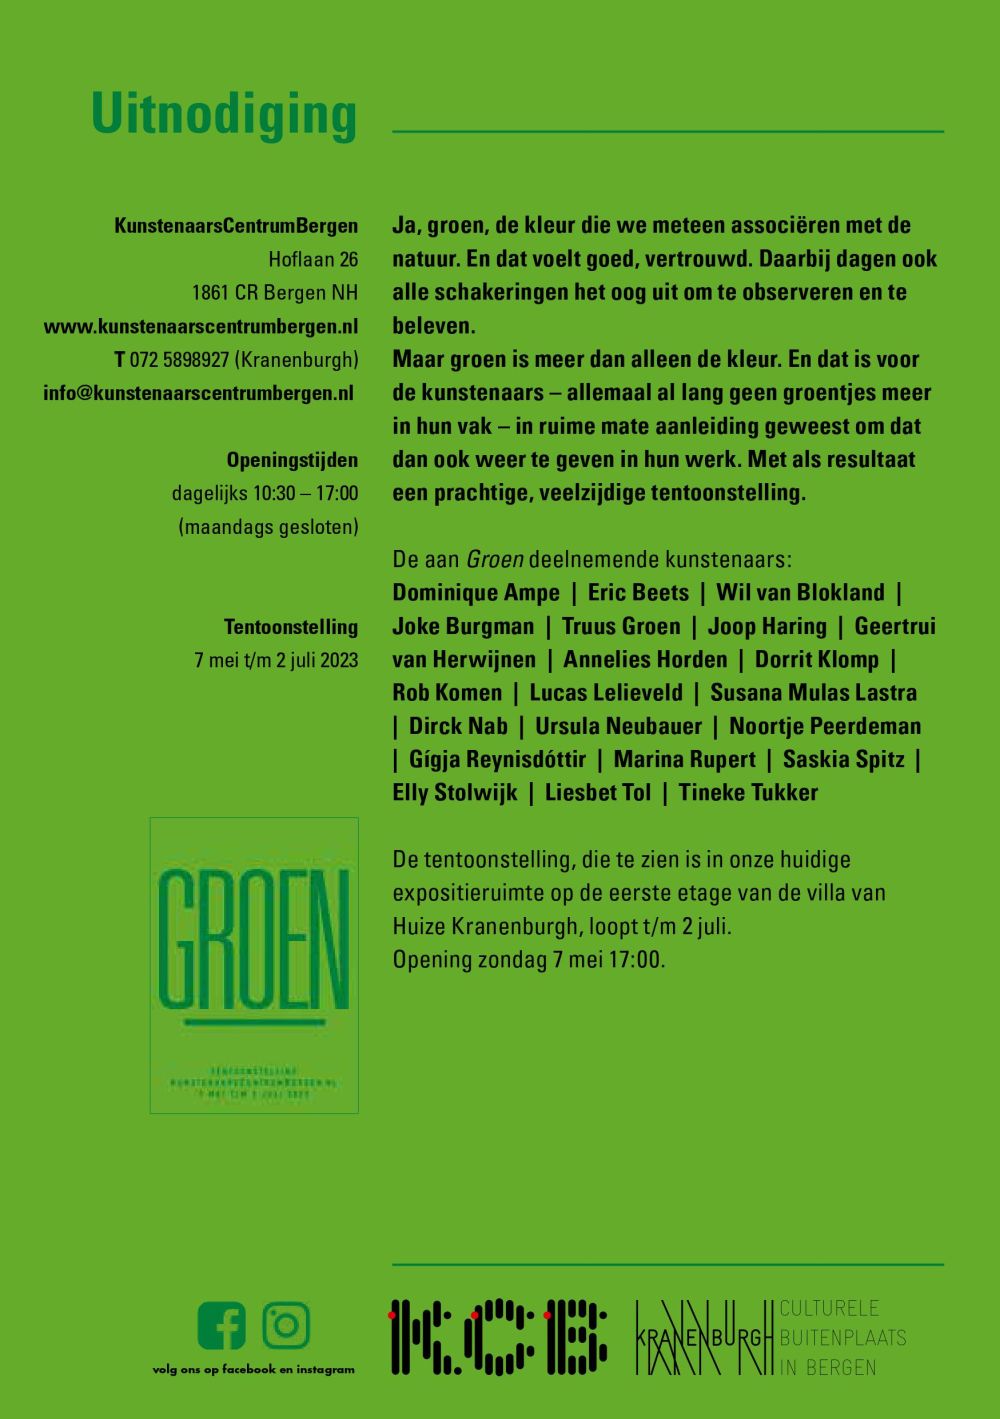 Uitnodiging
KunstenaarsCentrumBergen
Hoflaan 26
1861 CR Bergen NH
www.kunstenaarscentrumbergen.nl
T 072 5898927 (Kranenburgh)
info@kunstenaarscentrumbergen.nl
Openingstijden
dagelijks 10:30 – 17:00
(maandags gesloten)
Tentoonstelling
7 mei t/m 2 juli 2023
GROEN
TENTOONSTELLING
KUNSTENAARSCENTRUMBERGEN.NL
7 MEI T/M 2 JULI 2023
Ja, groen, de kleur die we meteen associëren met de
natuur. En dat voelt goed, vertrouwd. Daarbij dagen ook
alle schakeringen het oog uit om te observeren en te
beleven.
Maar groen is meer dan alleen de kleur. En dat is voor
de kunstenaars – allemaal al lang geen groentjes meer
in hun vak – in ruime mate aanleiding geweest om dat
dan ook weer te geven in hun werk. Met als resultaat
een prachtige, veelzijdige tentoonstelling.
De aan Groen deelnemende kunstenaars:
Dominique Ampe | Eric Beets | Wil van Blokland |
Joke Burgman | Truus Groen | Joop Haring | Geertrui
van Herwijnen | Annelies Horden | Dorrit Klomp |
Rob Komen | Lucas Lelieveld | Susana Mulas Lastra
| Dirck Nab | Ursula Neubauer | Noortje Peerdeman
| Gígja Reynisdóttir | Marina Rupert | Saskia Spitz |
Elly Stolwijk | Liesbet Tol | Tineke Tukker
De tentoonstelling, die te zien is in onze huidige
expositieruimte op de eerste etage van de villa van
Huize Kranenburgh, loopt t/m 2 juli.
Opening zondag 7 mei 17:00.
volg ons op facebook en instagram
K.C.B
KRANENBURGH
CULTURELE
BUITENPLAATS
IN BERGEN